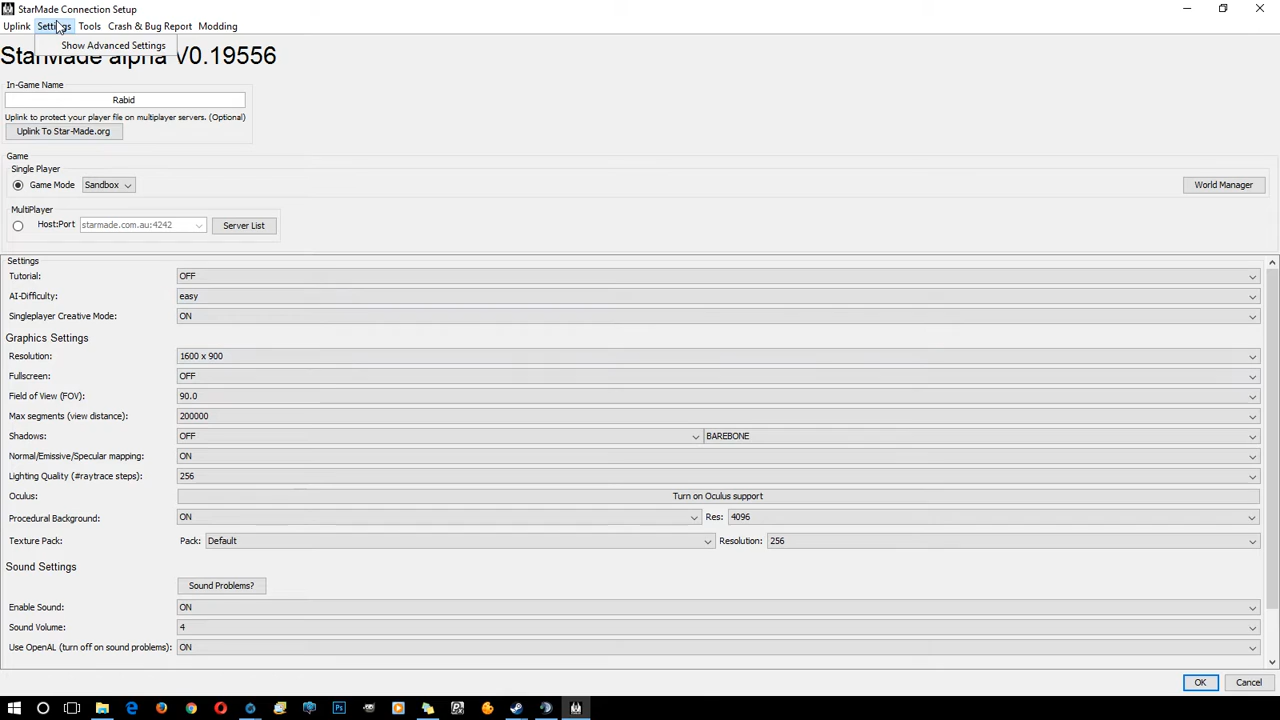 StarMade Connection Setup
Uplink Settings Tools Crash & Bug Report Modding
Show Advanced Settings
StarMade alpha V0.19556
In-Game Name
Rabid
Uplink to protect your player file on multiplayer servers. (Optional)
Uplink To Star-Made.org
Game
Single Player
Game Mode Sandbox World Manager
MultiPlayer
Host:Port starmade.com.au:4242 Server List
Settings
Tutorial: OFF
AI-Difficulty: easy
Singleplayer Creative Mode: ON
Graphics Settings
Resolution: 1600 x 900
Fullscreen: OFF
Field of View (FOV): 90.0
Max segments (view distance): 200000
Shadows: OFF BAREBONE
Normal/Emissive/Specular mapping: ON
Lighting Quality (#raytrace steps): 256
Oculus: Turn on Oculus support
Procedural Background: ON Res: 4096
Texture Pack: Pack: Default Resolution: 256
Sound Settings
Sound Problems?
Enable Sound: ON
Sound Volume: 4
Use OpenAL (turn off on sound problems): ON
OK Cancel
Ps